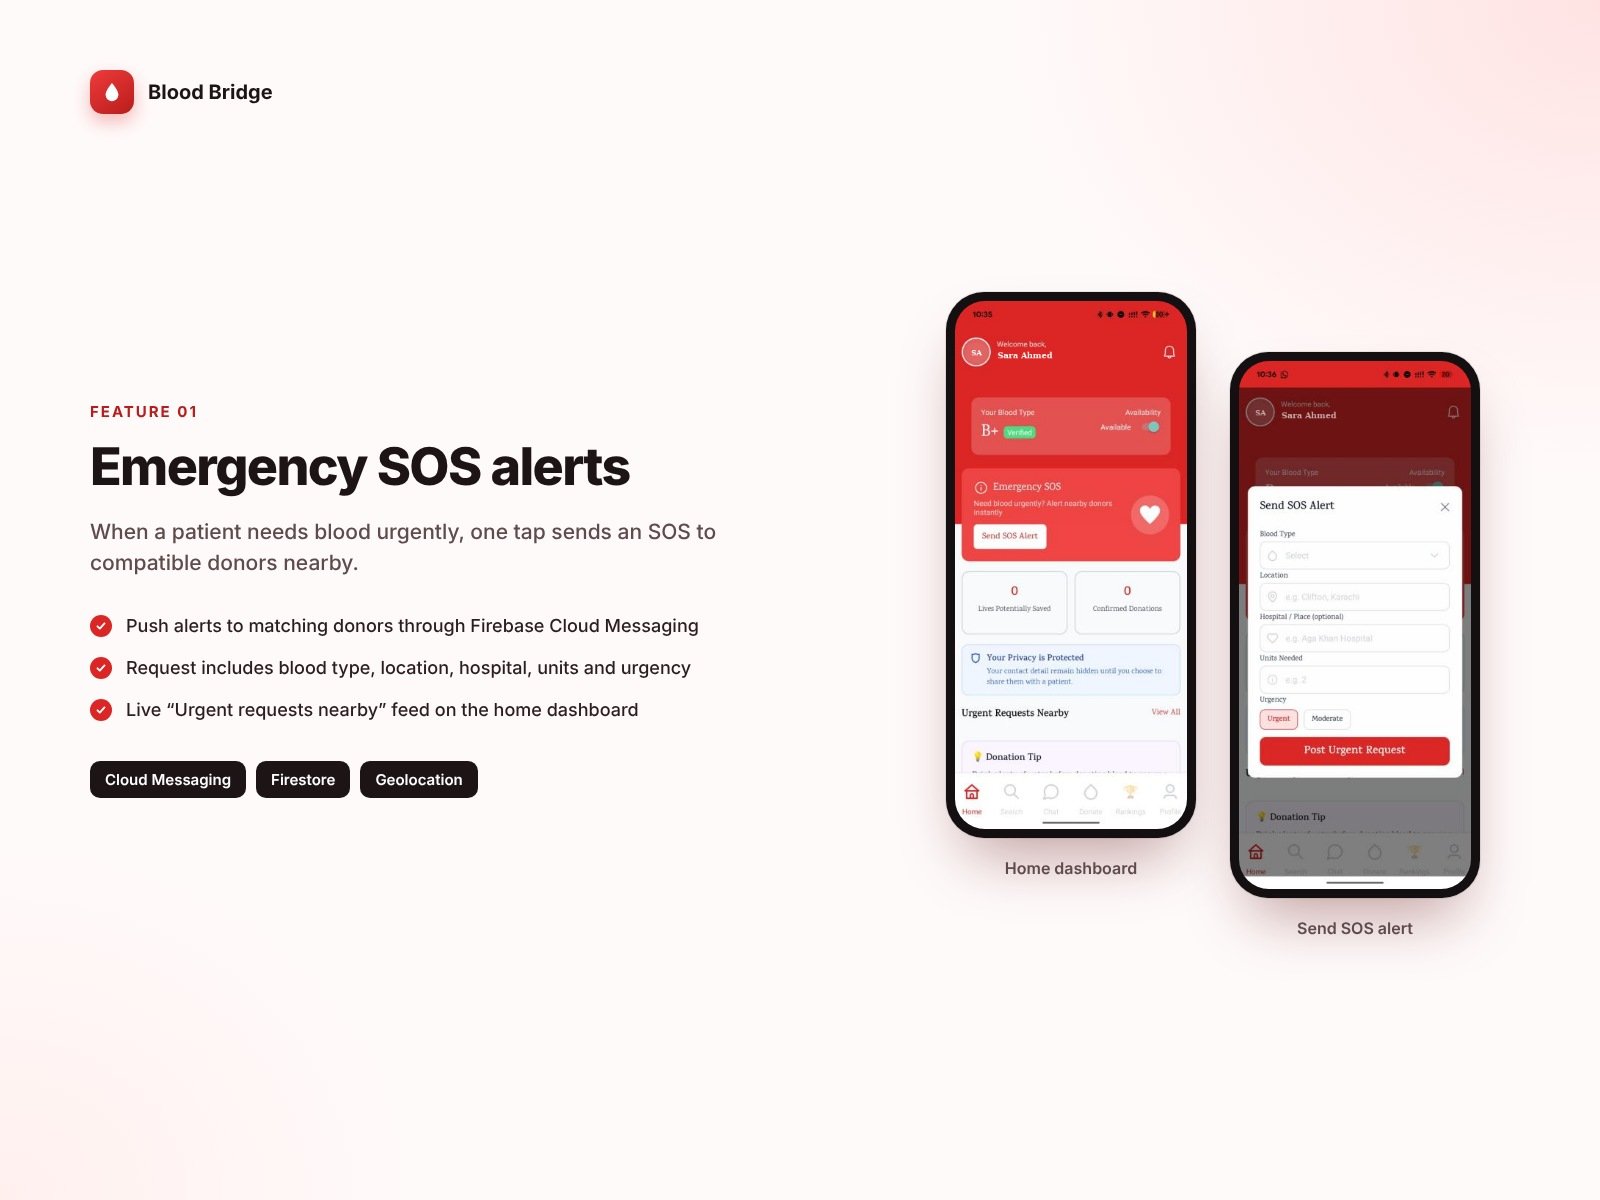 Blood Bridge
FEATURE 01
Emergency SOS alerts
When a patient needs blood urgently, one tap sends an SOS to
compatible donors nearby.
Push alerts to matching donors through Firebase Cloud Messaging
Request includes blood type, location, hospital, units and urgency
Live “Urgent requests nearby” feed on the home dashboard
Cloud Messaging Firestore Geolocation
10:35
SA
Welcome back,
Sara Ahmed
Your Blood Type Availability
B+ Verified Available
Emergency SOS
Need blood urgently? Alert nearby donors
instantly
Send SOS Alert
0 0
Lives Potentially Saved Confirmed Donations
Your Privacy is Protected
Your contact detail remain hidden until you choose to
share them with a patient.
Urgent Requests Nearby View All
💡 Donation Tip
Home Search Chat Donate Rankings Profile
Home dashboard
10:36
SA
Welcome back,
Sara Ahmed
Your Blood Type Availability
Send SOS Alert
Blood Type
Select
Location
e.g. Clifton, Karachi
Hospital / Place (optional)
e.g. Aga Khan Hospital
Units Needed
e.g. 2
Urgency
Urgent Moderate
Post Urgent Request
💡 Donation Tip
Home Search Chat Donate Rankings
Send SOS alert